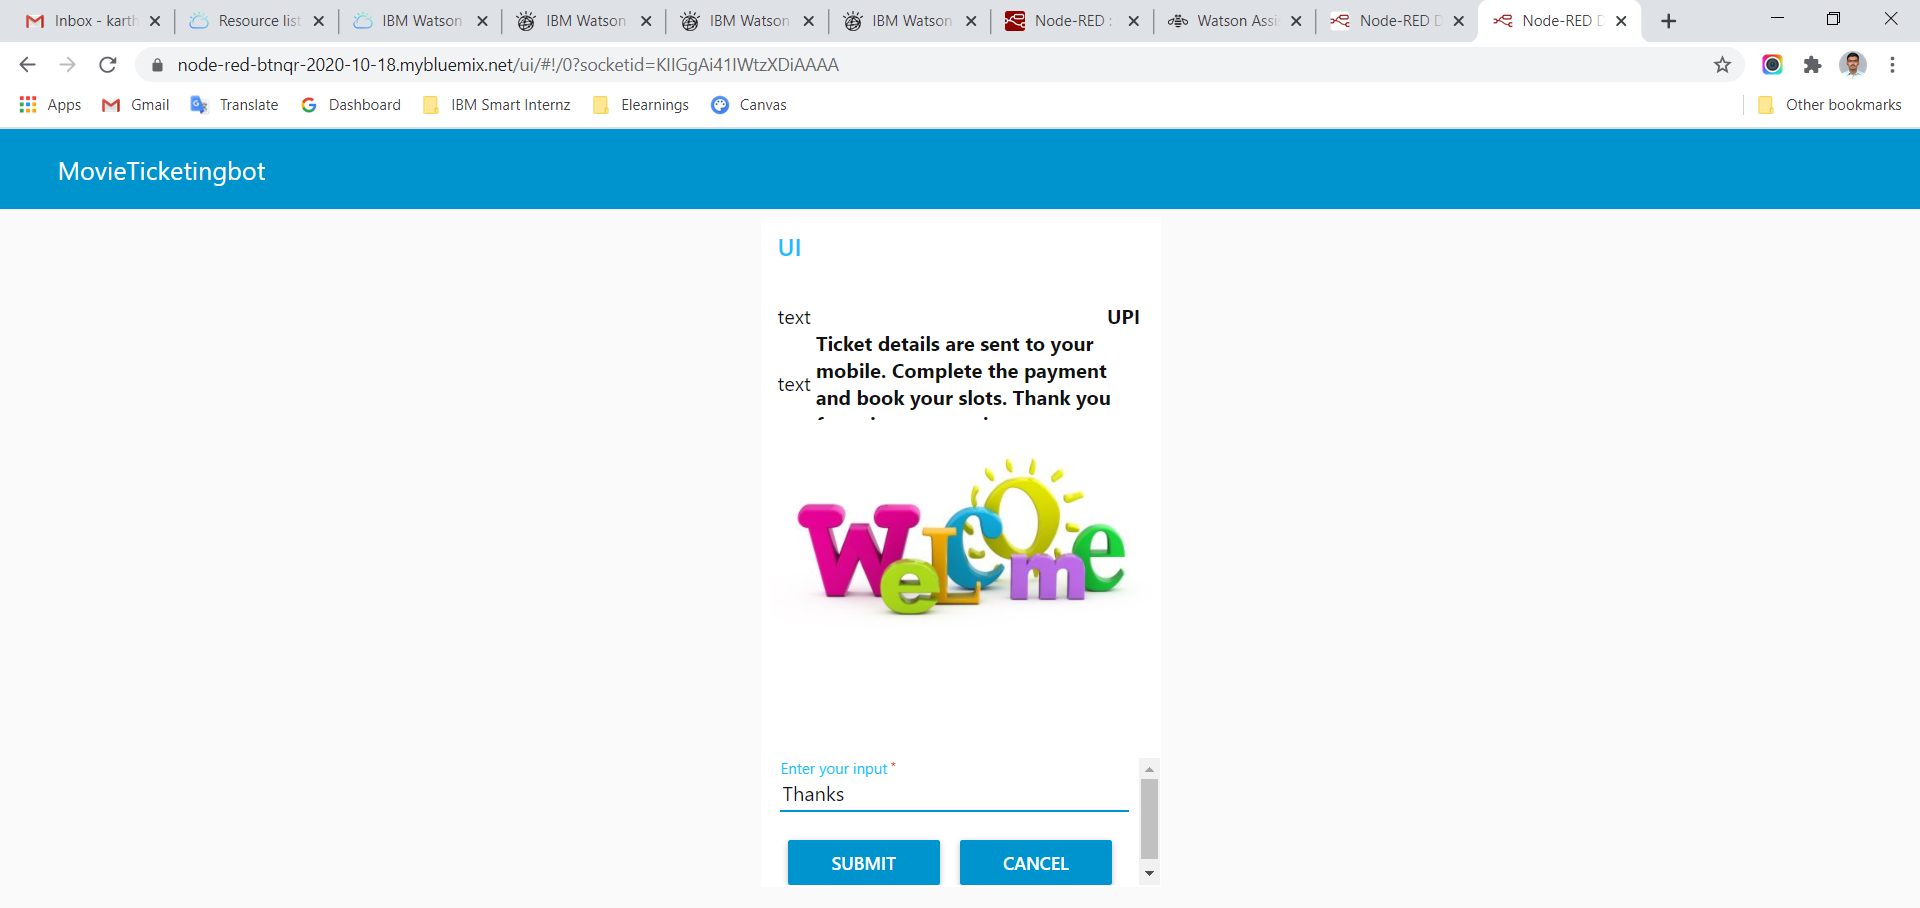 Inbox - karth
Resource list
IBM Watson
IBM Watson
IBM Watson
IBM Watson
Node-RED :
Watson Assi
Node-RED D
Node-RED D
node-red-btnqr-2020-10-18.mybluemix.net/ui/#!/0?socketid=KIIGgAi41IWtzXDiAAAA
Apps
Gmail
Translate
Dashboard
IBM Smart Internz
Elearnings
Canvas
Other bookmarks
MovieTicketingbot
UI
text
UPI
text
Ticket details are sent to your
mobile. Complete the payment
and book your slots. Thank you
WeLCOme
Enter your input *
Thanks
SUBMIT
CANCEL